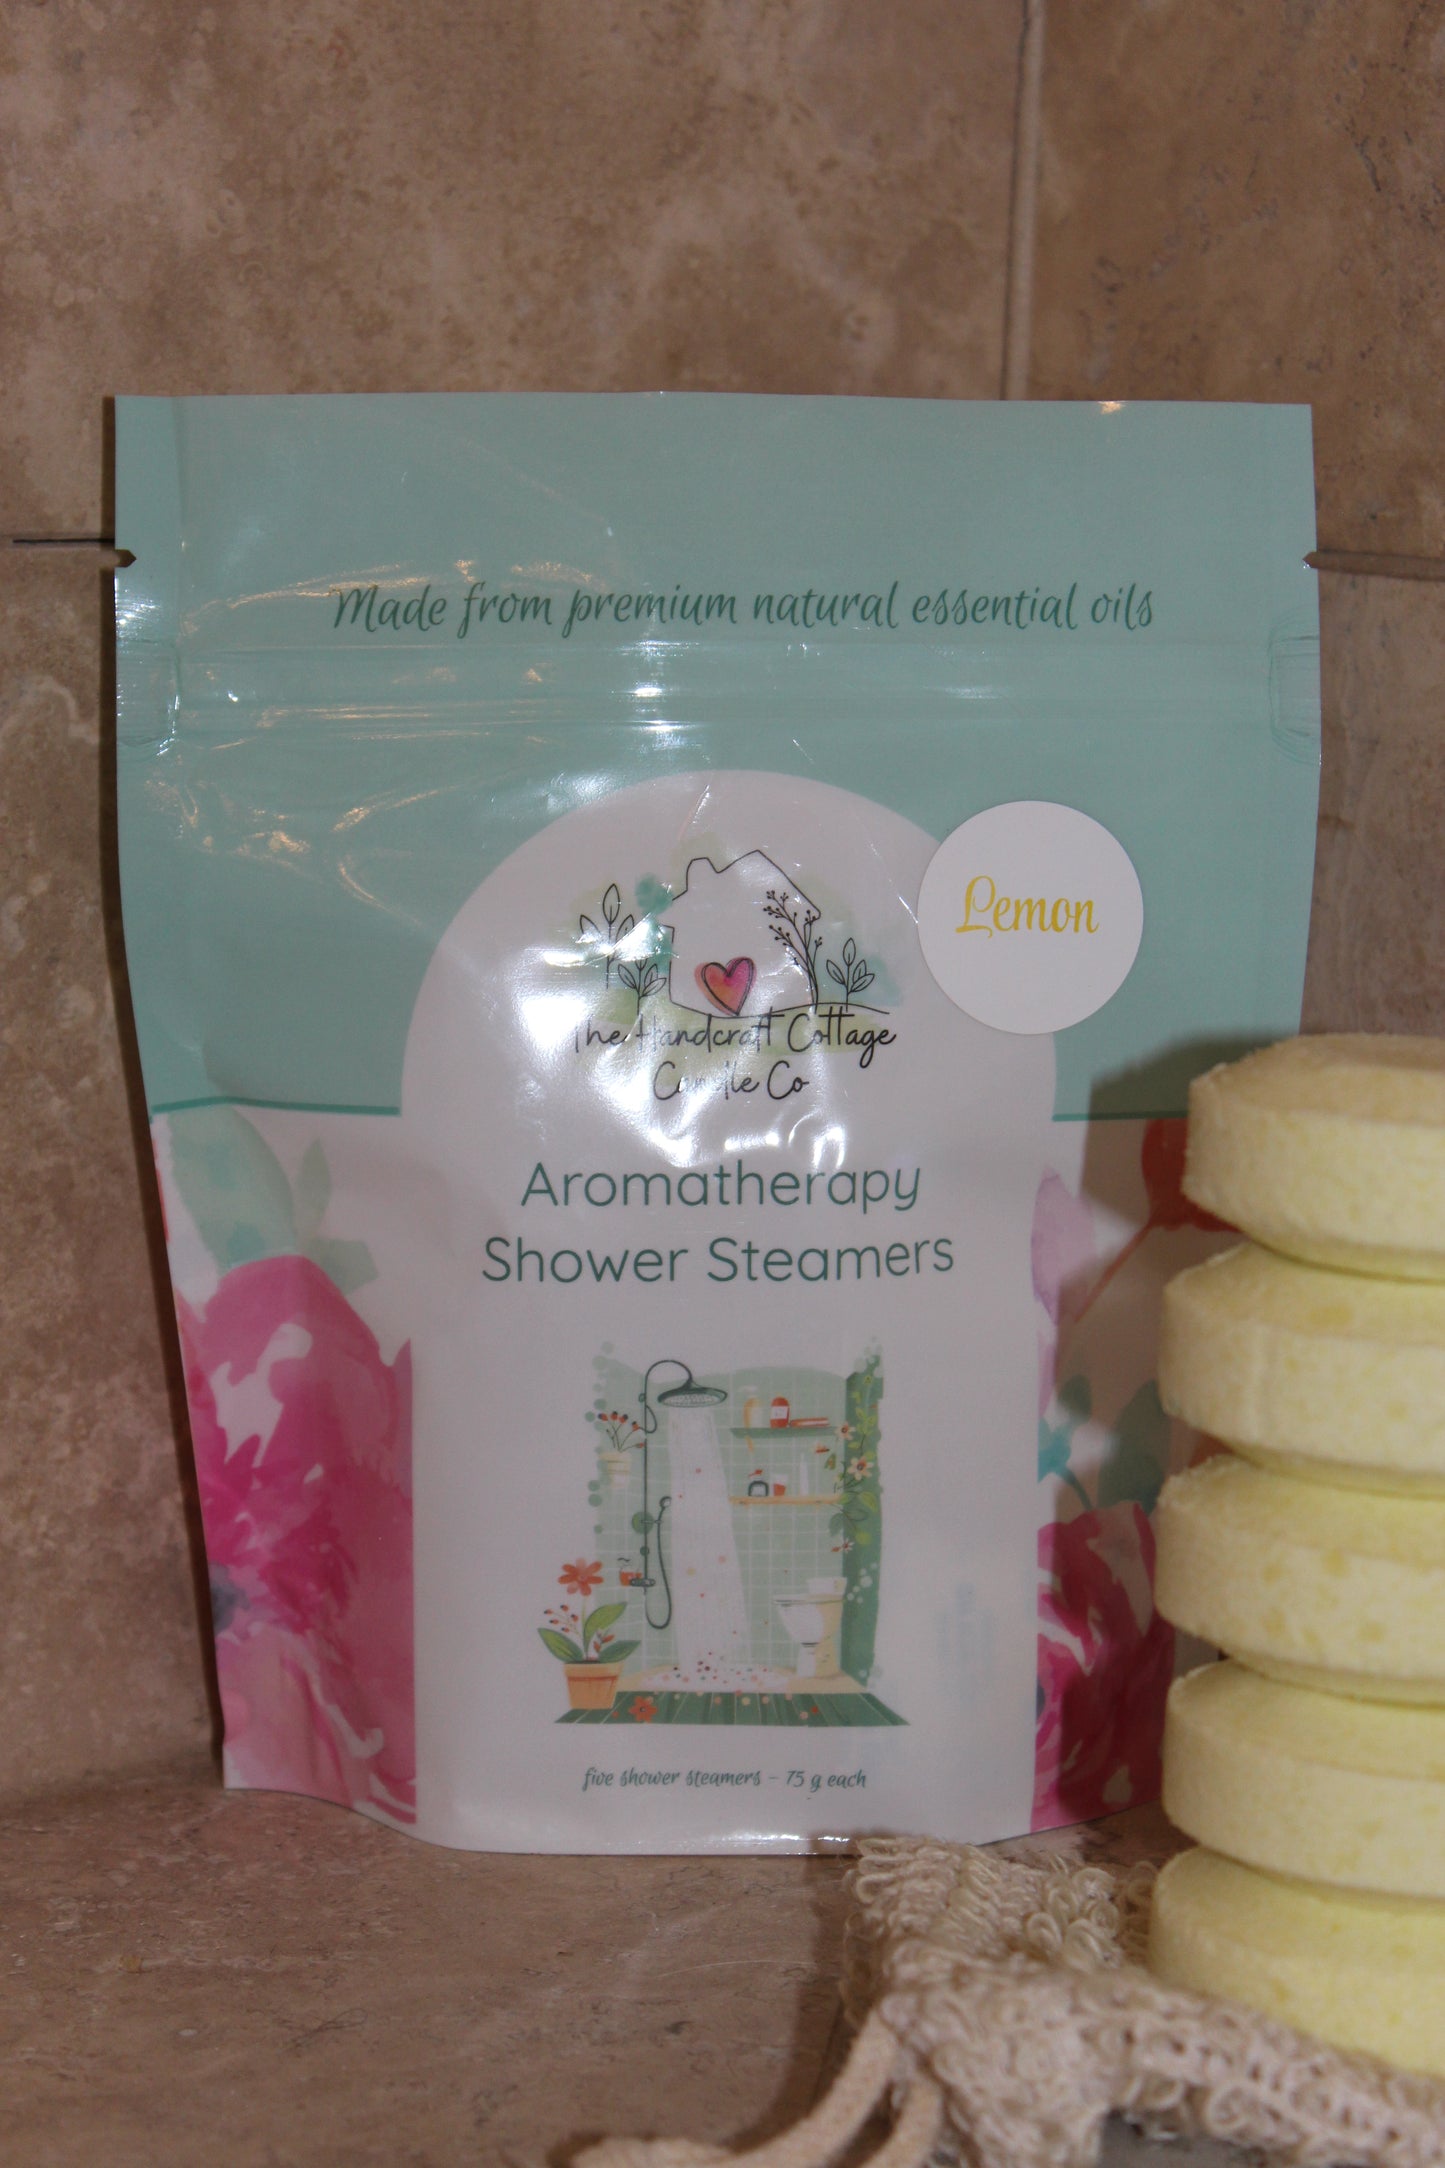 Made from premium natural essential oils
Lemon
The Handcraft Cottage
Candle Co
Aromatherapy
Shower Steamers
five shower steamers - 75 g each